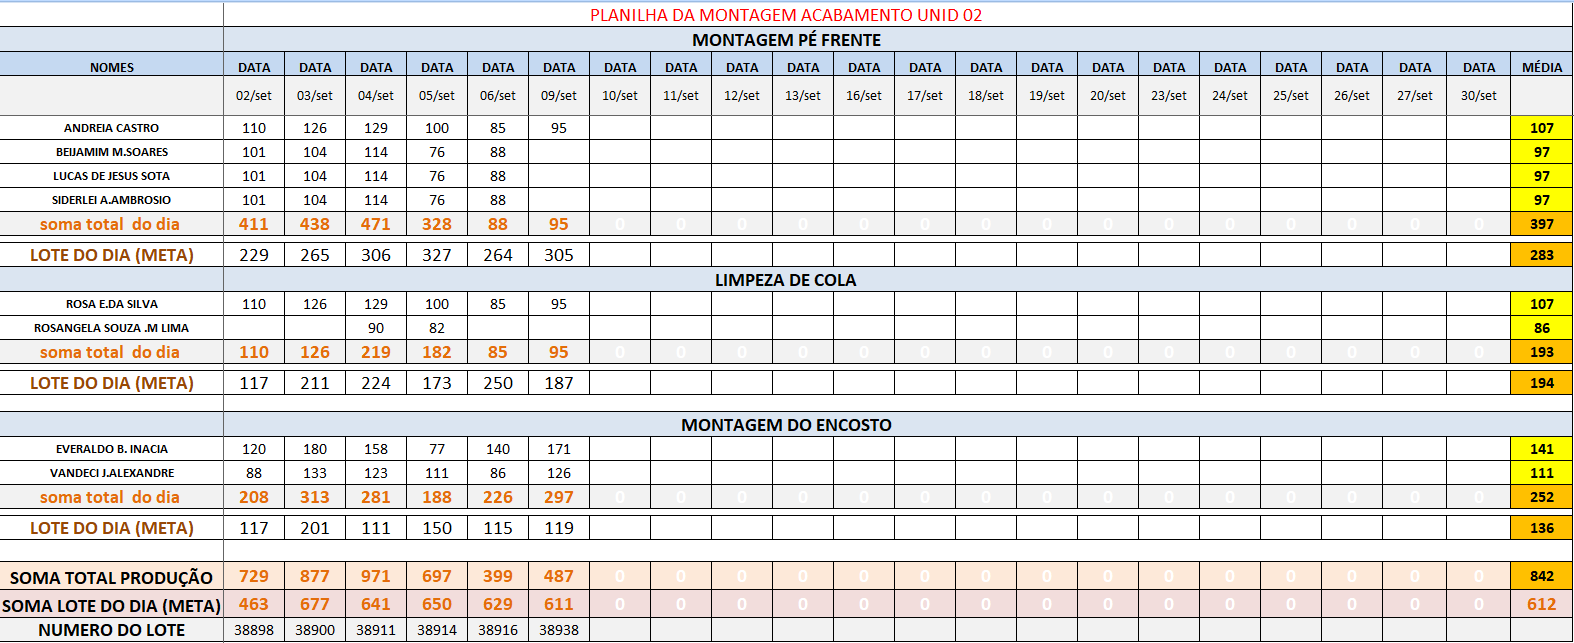 PLANILHA DA MONTAGEM ACABAMENTO UNID 02
MONTAGEM PÉ FRENTE
NOMES DATA DATA DATA DATA DATA DATA DATA DATA DATA DATA DATA DATA DATA DATA DATA DATA DATA DATA DATA DATA DATA MÉDIA
02/set 03/set 04/set 05/set 06/set 09/set 10/set 11/set 12/set 13/set 16/set 17/set 18/set 19/set 20/set 23/set 24/set 25/set 26/set 27/set 30/set
ANDREIA CASTRO 110 126 129 100 85 95 107
BEIJAMIM M.SOARES 101 104 114 76 88 97
LUCAS DE JESUS SOTA 101 104 114 76 88 97
SIDERLEI A.AMBROSIO 101 104 114 76 88 97
soma total do dia 411 438 471 328 88 95 0 0 0 0 0 0 0 0 0 0 0 0 0 0 0 397
LOTE DO DIA (META) 229 265 306 327 264 305 283
LIMPEZA DE COLA
ROSA E.DA SILVA 110 126 129 100 85 95 107
ROSANGELA SOUZA .M LIMA 90 82 86
soma total do dia 110 126 219 182 85 95 0 0 0 0 0 0 0 0 0 0 0 0 0 0 0 193
LOTE DO DIA (META) 117 211 224 173 250 187 194
MONTAGEM DO ENCOSTO
EVERALDO B. INACIA 120 180 158 77 140 171 141
VANDECI J.ALEXANDRE 88 133 123 111 86 126 111
soma total do dia 208 313 281 188 226 297 0 0 0 0 0 0 0 0 0 0 0 0 0 0 0 252
LOTE DO DIA (META) 117 201 111 150 115 119 136
SOMA TOTAL PRODUÇÃO 729 877 971 697 399 487 0 0 0 0 0 0 0 0 0 0 0 0 0 0 0 842
SOMA LOTE DO DIA (META) 463 677 641 650 629 611 0 0 0 0 0 0 0 0 0 0 0 0 0 0 0 612
NUMERO DO LOTE 38898 38900 38911 38914 38916 38938